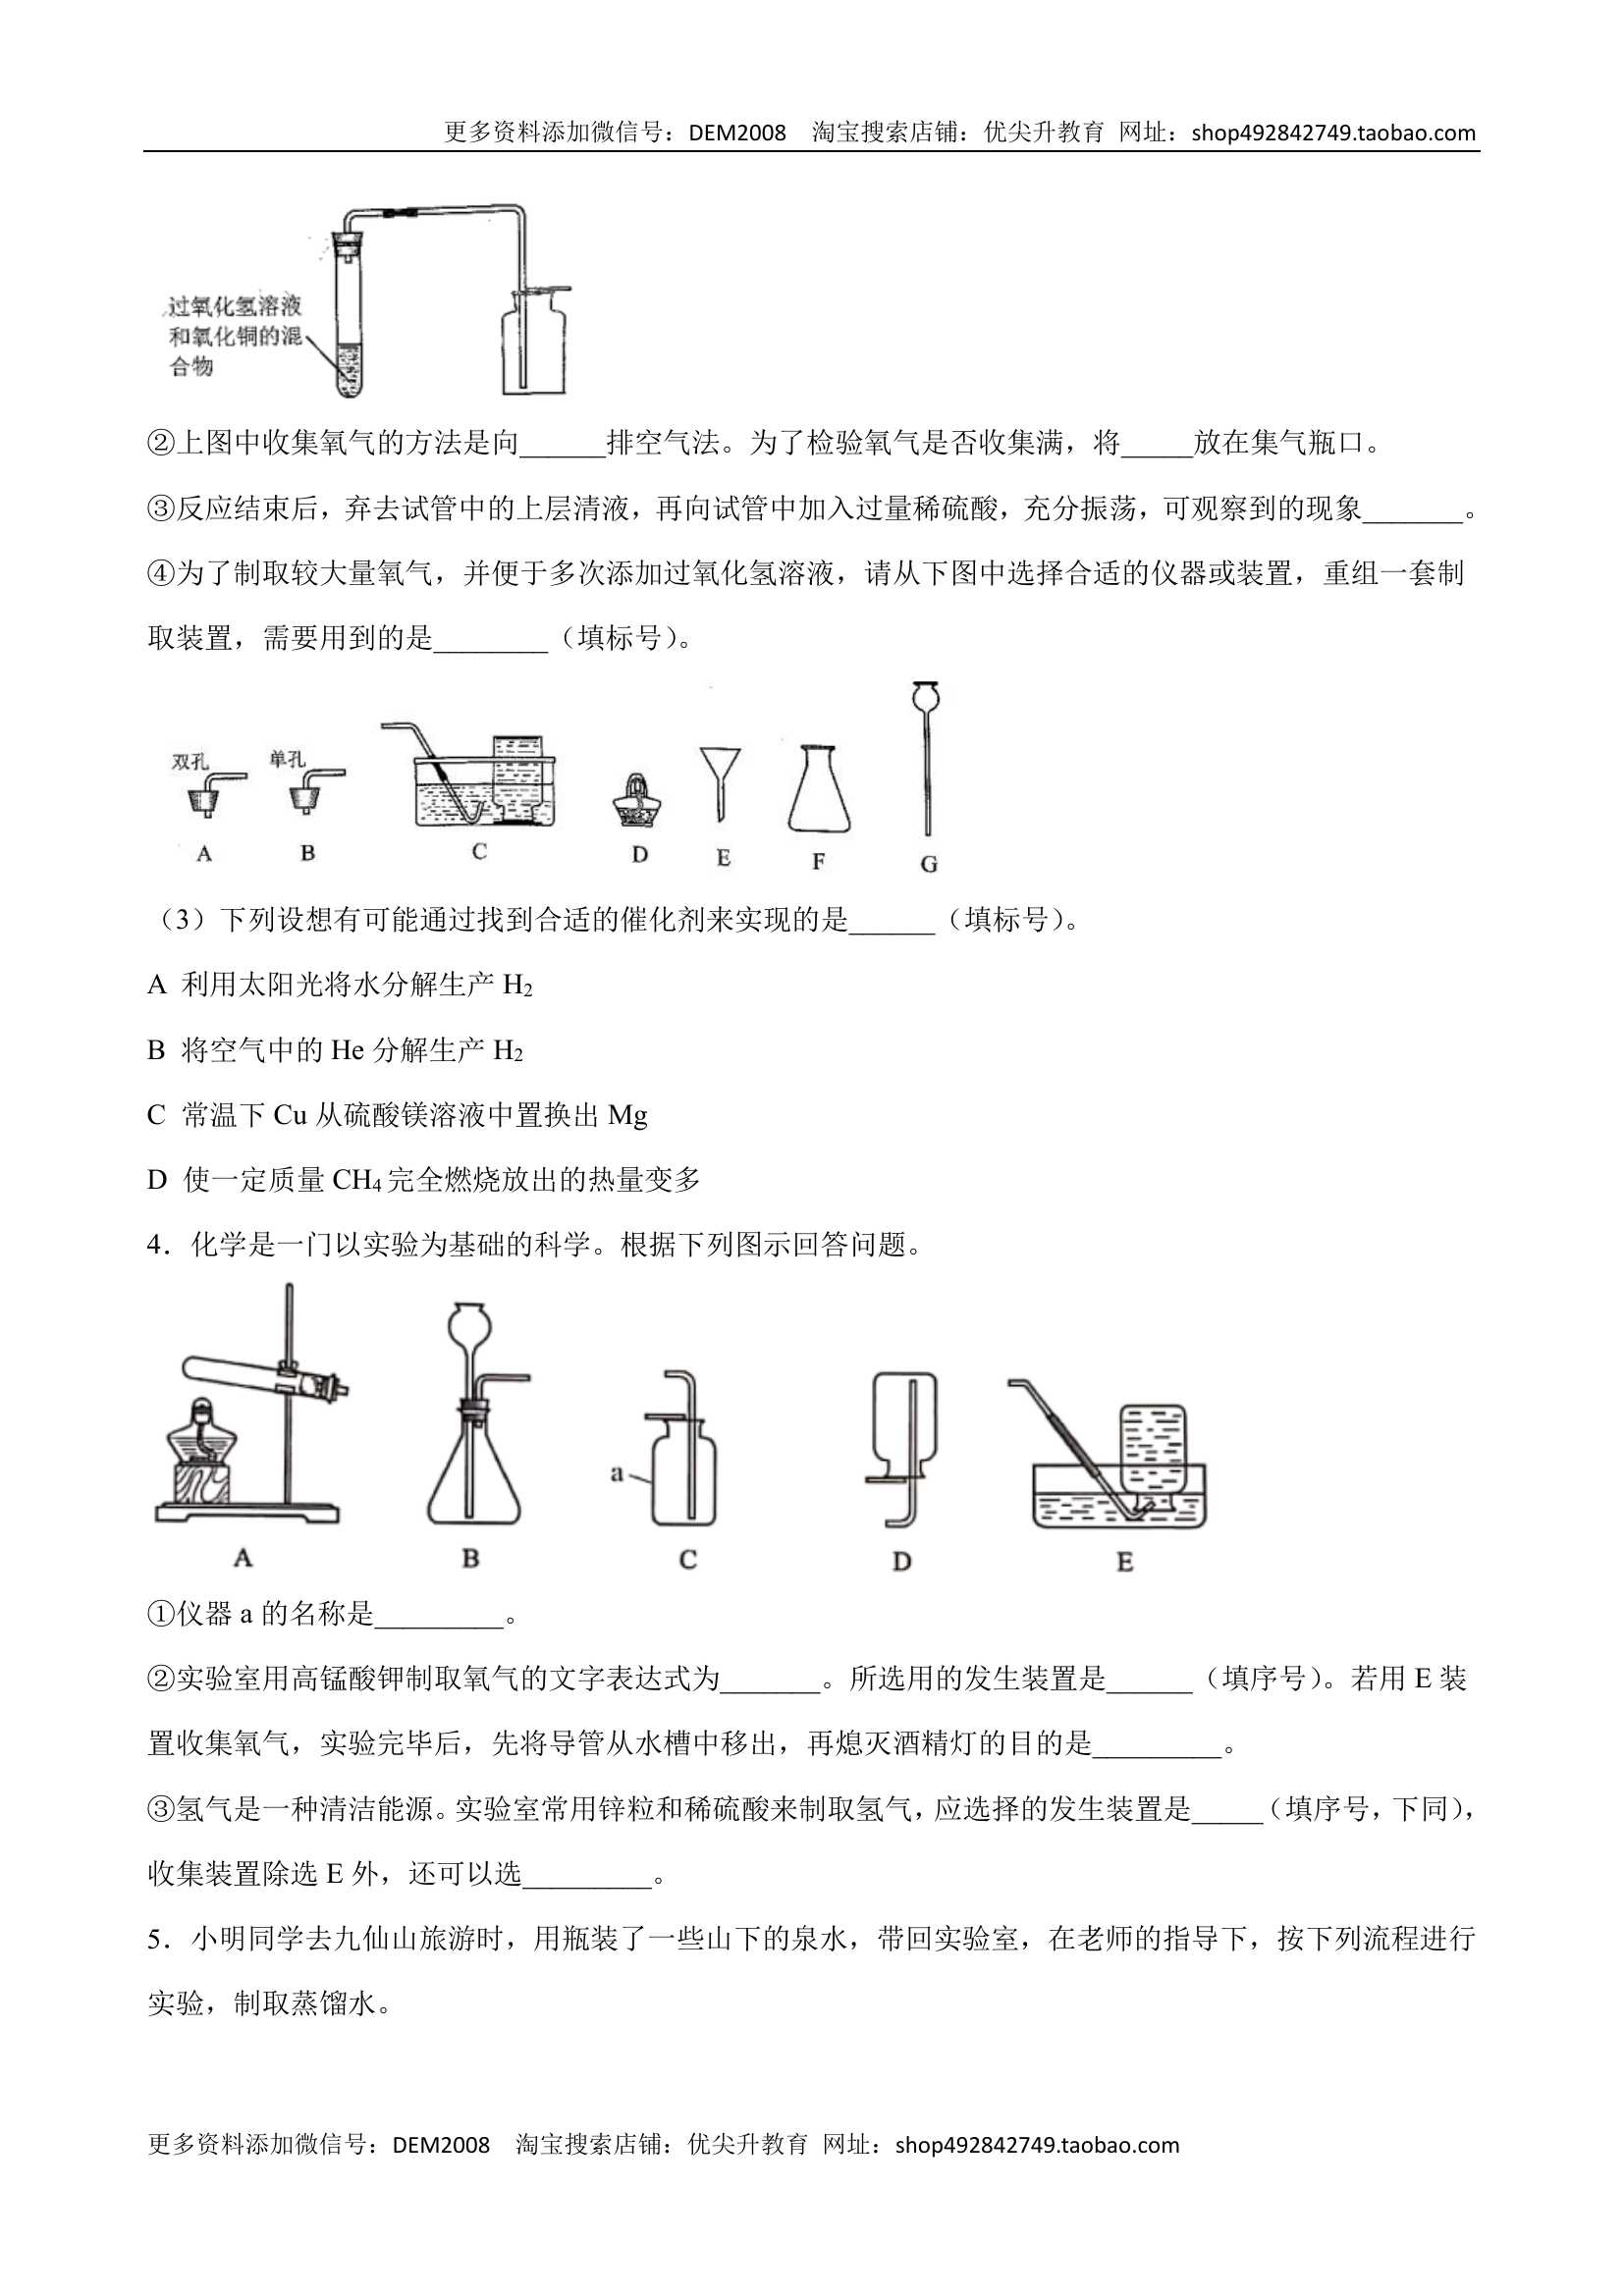 更多资料添加微信号：DEM2008 淘宝搜索店铺：优尖升教育 网址：shop492842749.taobao.com
过氧化氢溶液
和氧化铜的混
合物
②上图中收集氧气的方法是向______排空气法。为了检验氧气是否收集满，将_____放在集气瓶口。
③反应结束后，弃去试管中的上层清液，再向试管中加入过量稀硫酸，充分振荡，可观察到的现象_______。
④为了制取较大量氧气，并便于多次添加过氧化氢溶液，请从下图中选择合适的仪器或装置，重组一套制
取装置，需要用到的是________（填标号）。
双孔 单孔
A B C D E F G
（3）下列设想有可能通过找到合适的催化剂来实现的是______（填标号）。
A 利用太阳光将水分解生产 H₂
B 将空气中的 He 分解生产 H₂
C 常温下 Cu 从硫酸镁溶液中置换出 Mg
D 使一定质量 CH₄ 完全燃烧放出的热量变多
4．化学是一门以实验为基础的科学。根据下列图示回答问题。
a
A B C D E
①仪器 a 的名称是_________。
②实验室用高锰酸钾制取氧气的文字表达式为_______。所选用的发生装置是______（填序号）。若用 E 装
置收集氧气，实验完毕后，先将导管从水槽中移出，再熄灭酒精灯的目的是_________。
③氢气是一种清洁能源。实验室常用锌粒和稀硫酸来制取氢气，应选择的发生装置是_____（填序号，下同），
收集装置除选 E 外，还可以选_________。
5．小明同学去九仙山旅游时，用瓶装了一些山下的泉水，带回实验室，在老师的指导下，按下列流程进行
实验，制取蒸馏水。
更多资料添加微信号：DEM2008 淘宝搜索店铺：优尖升教育 网址：shop492842749.taobao.com